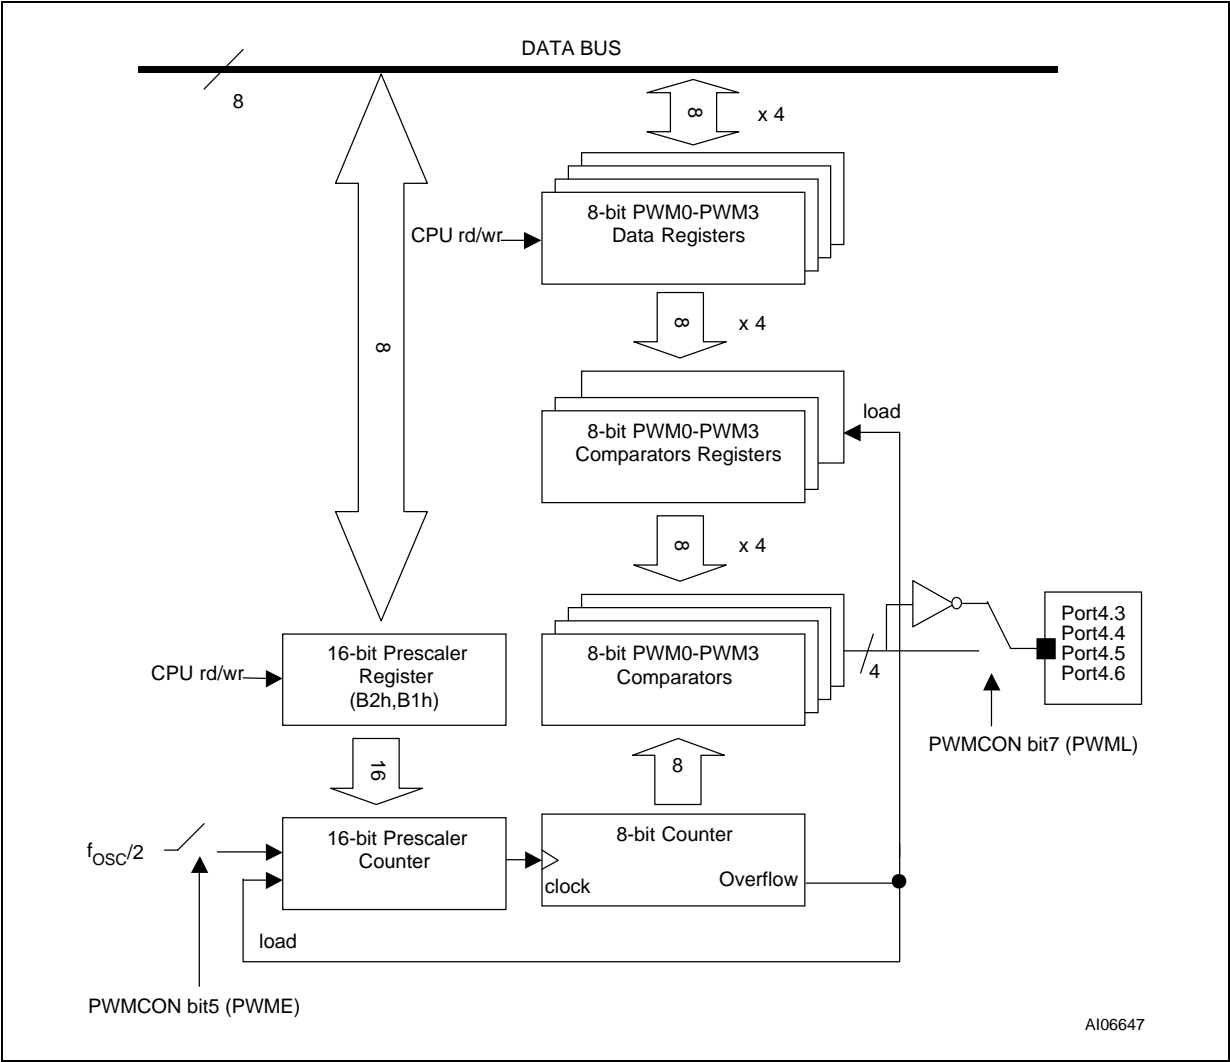 DATA BUS
8
8
x 4
8-bit PWM0-PWM3
Data Registers
CPU rd/wr
8
x 4
8
load
8-bit PWM0-PWM3
Comparators Registers
8
x 4
Port4.3
Port4.4
Port4.5
Port4.6
16-bit Prescaler
Register
(B2h,B1h)
CPU rd/wr
8-bit PWM0-PWM3
Comparators
4
PWMCON bit7 (PWML)
16
8
fOSC/2
16-bit Prescaler
Counter
8-bit Counter
clock
Overflow
load
PWMCON bit5 (PWME)
AI06647